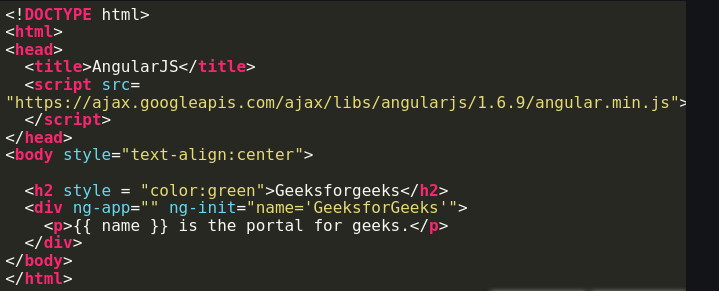 <!DOCTYPE html>
<html>
<head>
  <title>AngularJS</title>
  <script src=
"https://ajax.googleapis.com/ajax/libs/angularjs/1.6.9/angular.min.js">
  </script>
</head>
<body style="text-align:center">

  <h2 style = "color:green">Geeksforgeeks</h2>
  <div ng-app="" ng-init="name='GeeksforGeeks'">
    <p>{{ name }} is the portal for geeks.</p>
  </div>
</body>
</html>